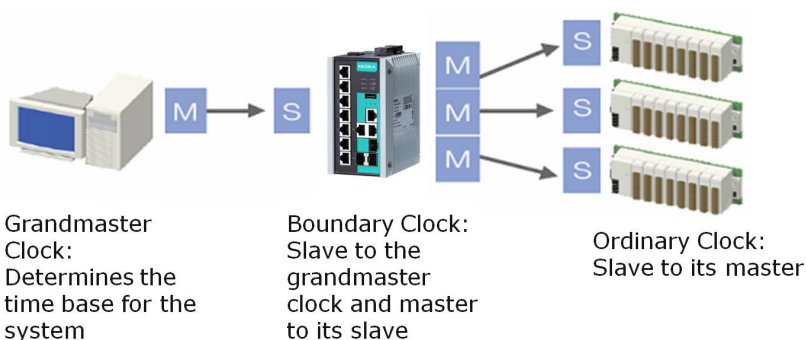 M
S
M
M
M
S
S
S
Grandmaster
Clock:
Determines the
time base for the
system
Boundary Clock:
Slave to the
grandmaster
clock and master
to its slave
Ordinary Clock:
Slave to its master